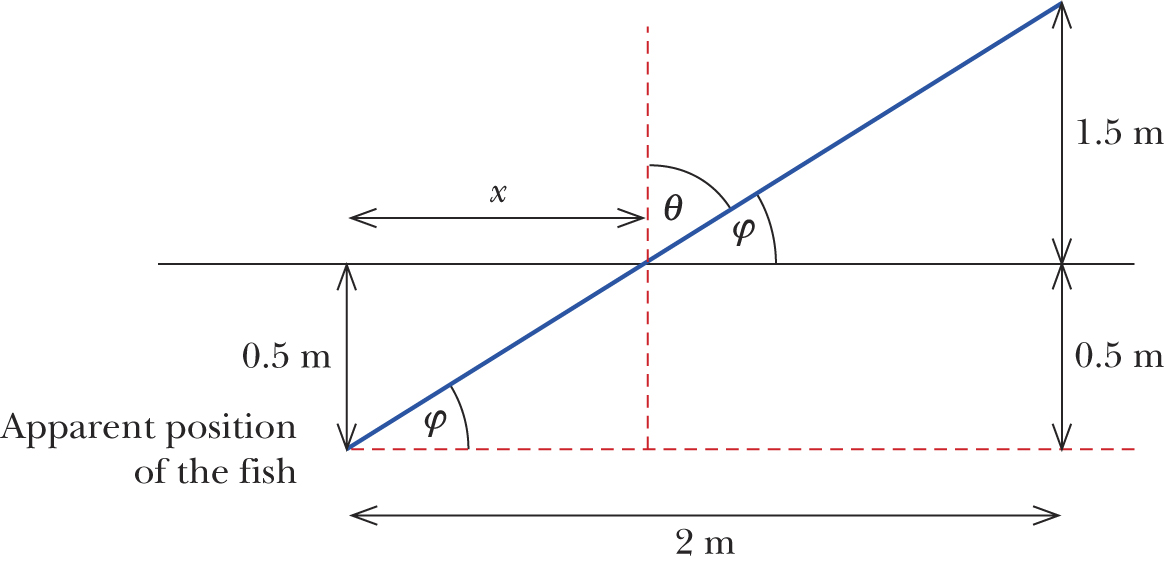 1.5 m
x
θ
φ
0.5 m
0.5 m
φ
Apparent position
of the fish
2 m